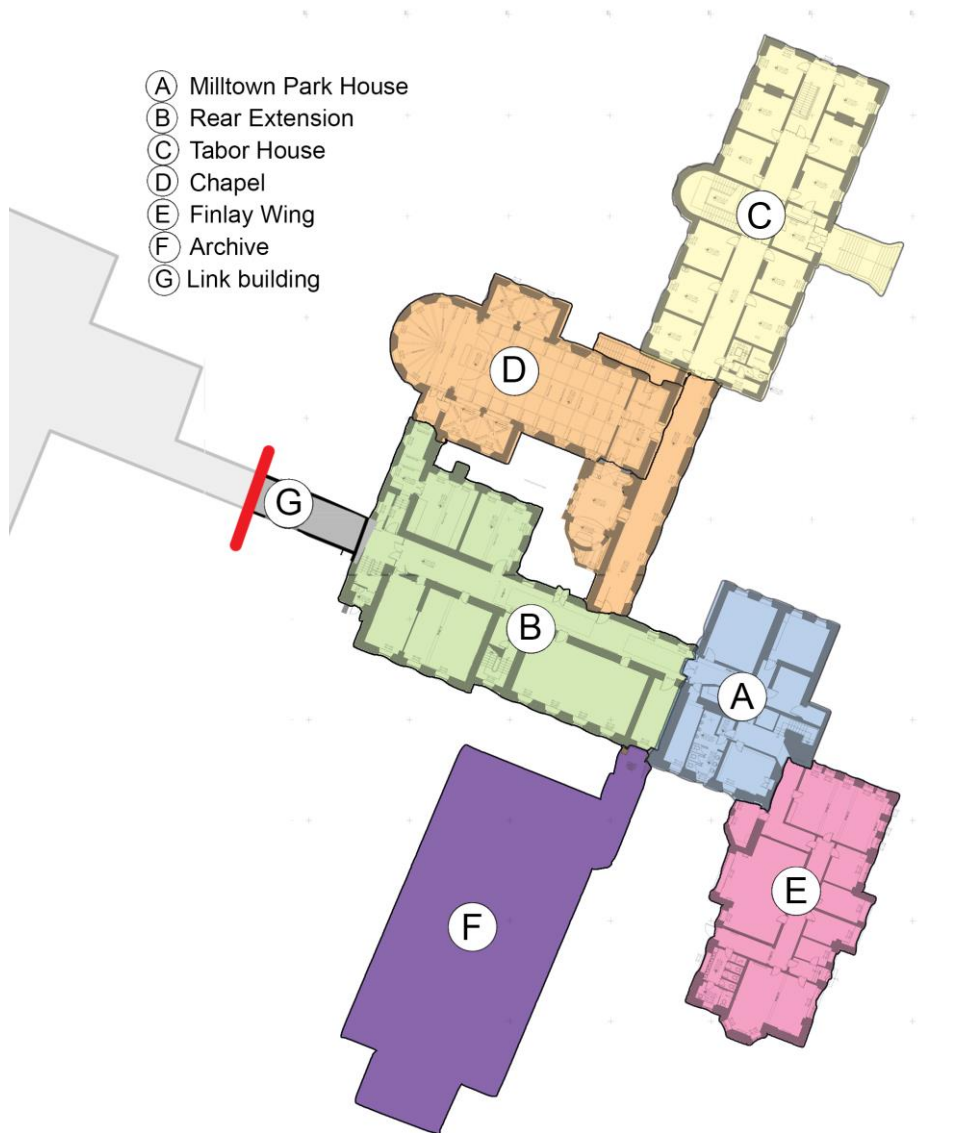 A Milltown Park House
B Rear Extension
C Tabor House
D Chapel
E Finlay Wing
F Archive
G Link building
C
D
G
B
A
E
F